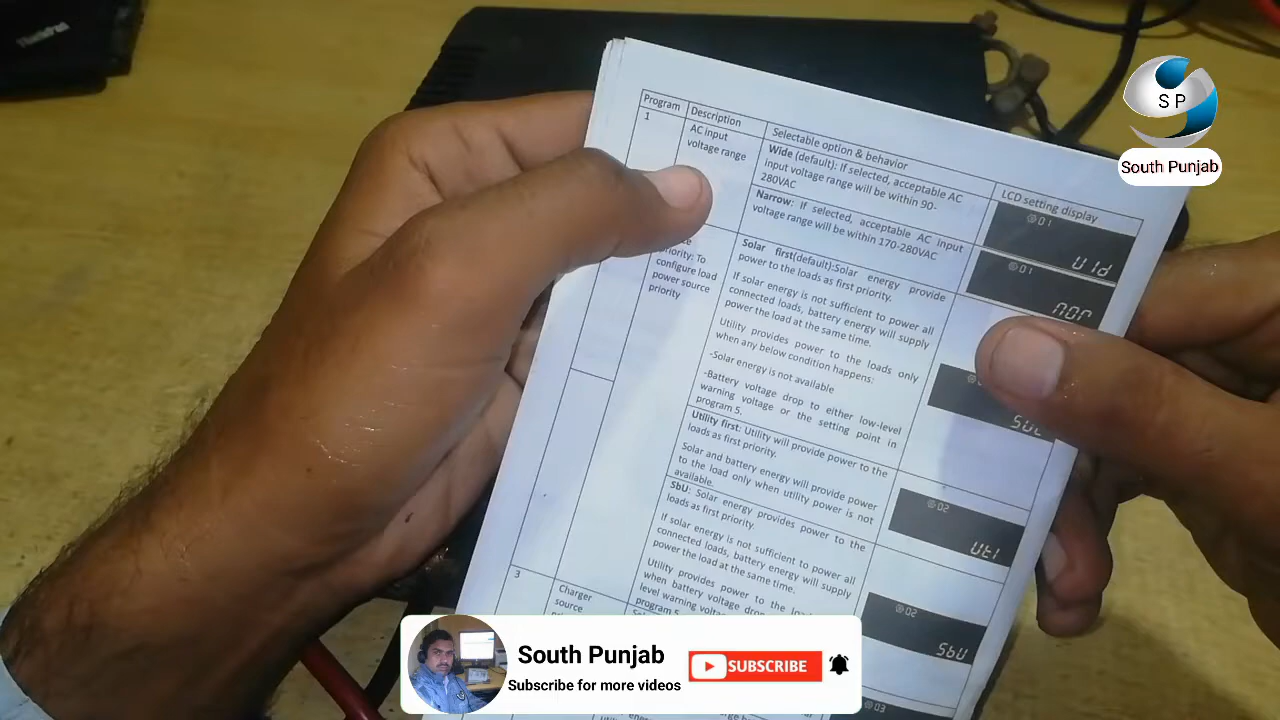 ThinkPad
S P
South Punjab
Program
Description
Selectable option & behavior
LCD setting display
1
AC input
voltage range
Wide (default): If selected, acceptable AC
input voltage range will be within 90-
280VAC
01
UId
Narrow: If selected, acceptable AC input
voltage range will be within 170-280VAC
01
nor
priority: To
configure load
power source
priority
Solar first(default):Solar energy provide
power to the loads as first priority.
If solar energy is not sufficient to power all
connected loads, battery energy will supply
power the load at the same time.
Utility provides power to the loads only
when any below condition happens:
-Solar energy is not available
-Battery voltage drop to either low-level
warning voltage or the setting point in
program 5.
Utility first: Utility will provide power to the
loads as first priority.
Solar and battery energy will provide power
to the load only when utility power is not
available.
02
UtI
SbU: Solar energy provides power to the
loads as first priority.
If solar energy is not sufficient to power all
connected loads, battery energy will supply
power the load at the same time.
Utility provides power to the
when battery voltage
level warning
program 5
02
SbU
3
Charger
source
03
South Punjab
Subscribe for more videos
SUBSCRIBE